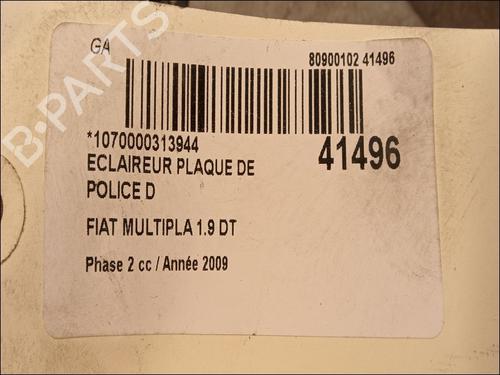 GA
80900102 41496
*1070000313944
41496
ECLAIREUR PLAQUE DE
POLICE D
FIAT MULTIPLA 1.9 DT
Phase 2 cc / Année 2009
B-PARTS